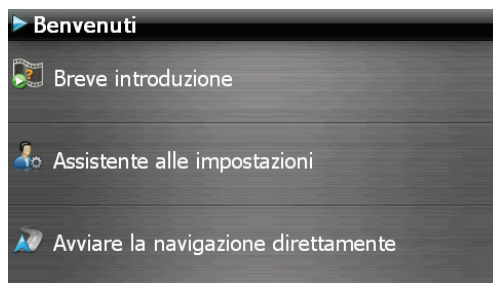 Benvenuti
Breve introduzione
Assistente alle impostazioni
Avviare la navigazione direttamente